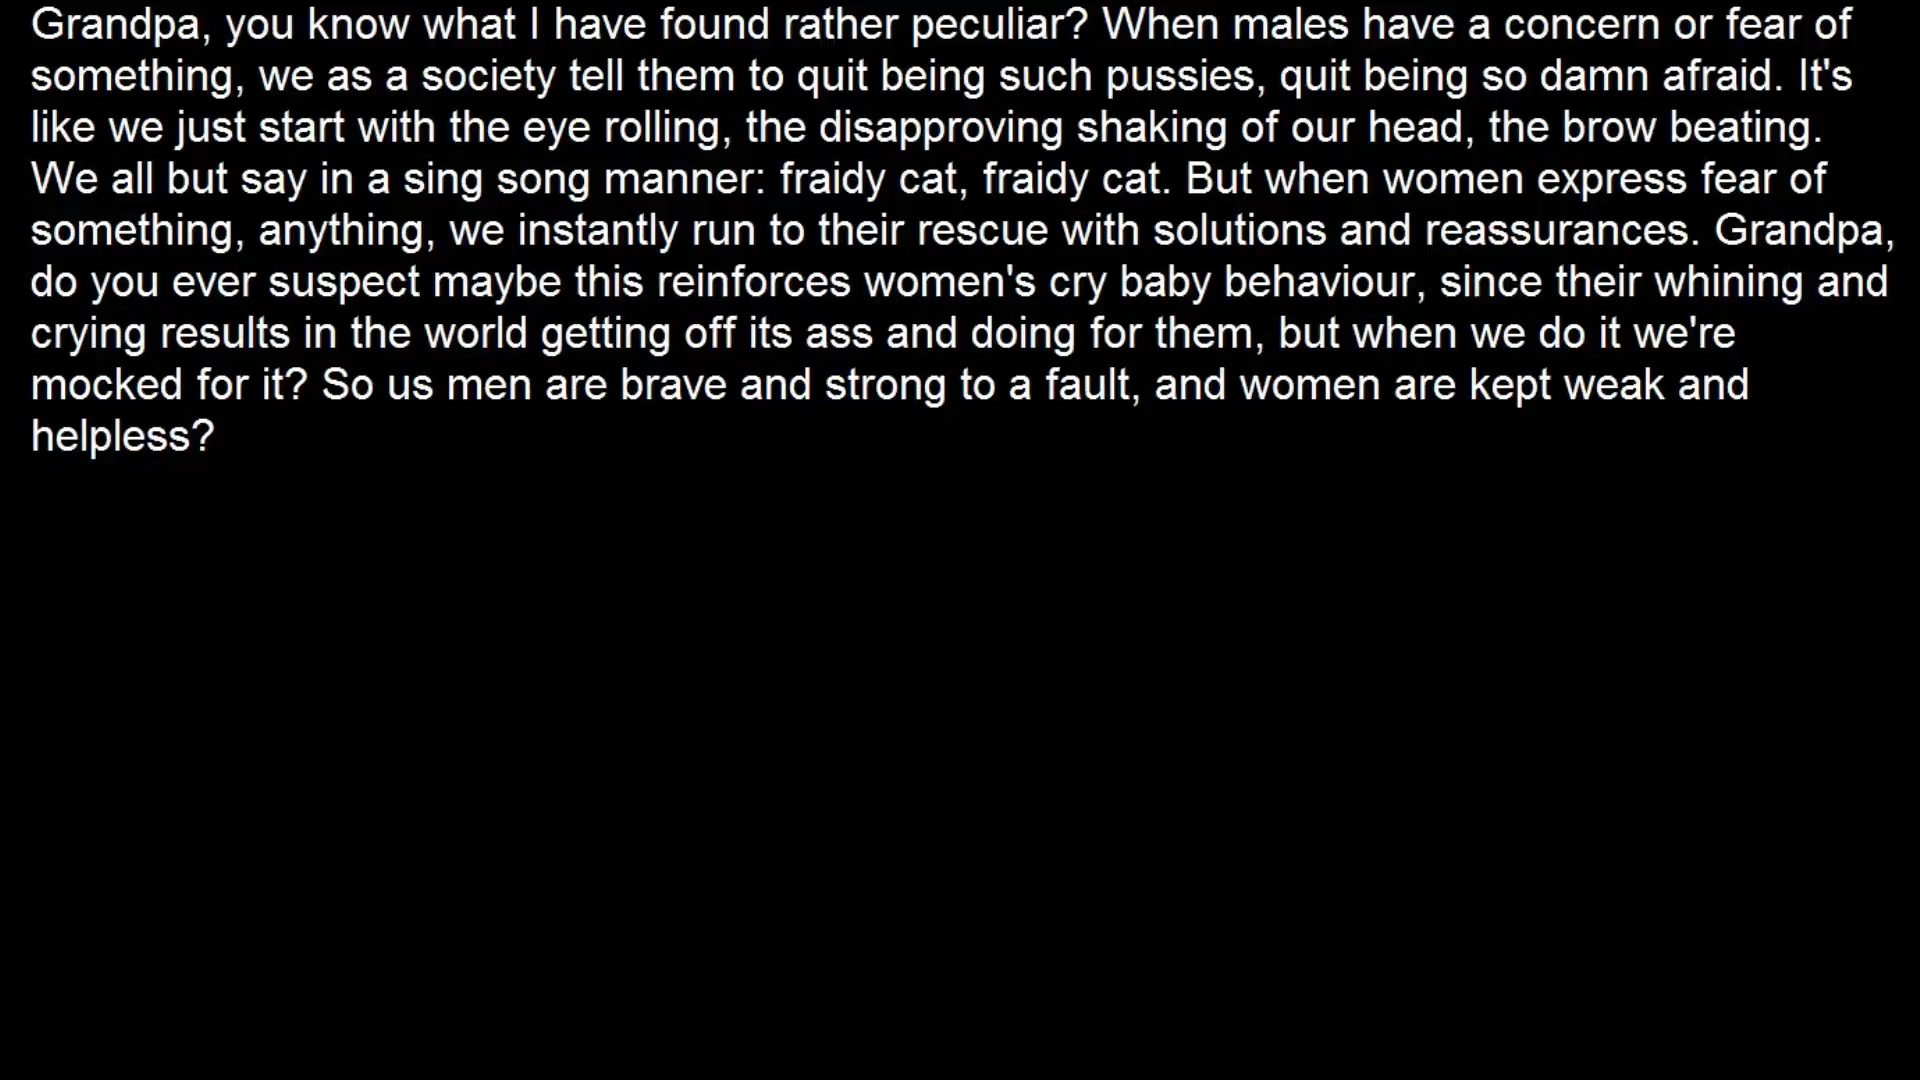 Grandpa, you know what I have found rather peculiar? When males have a concern or fear of
something, we as a society tell them to quit being such pussies, quit being so damn afraid. It's
like we just start with the eye rolling, the disapproving shaking of our head, the brow beating.
We all but say in a sing song manner: fraidy cat, fraidy cat. But when women express fear of
something, anything, we instantly run to their rescue with solutions and reassurances. Grandpa,
do you ever suspect maybe this reinforces women's cry baby behaviour, since their whining and
crying results in the world getting off its ass and doing for them, but when we do it we're
mocked for it? So us men are brave and strong to a fault, and women are kept weak and
helpless?